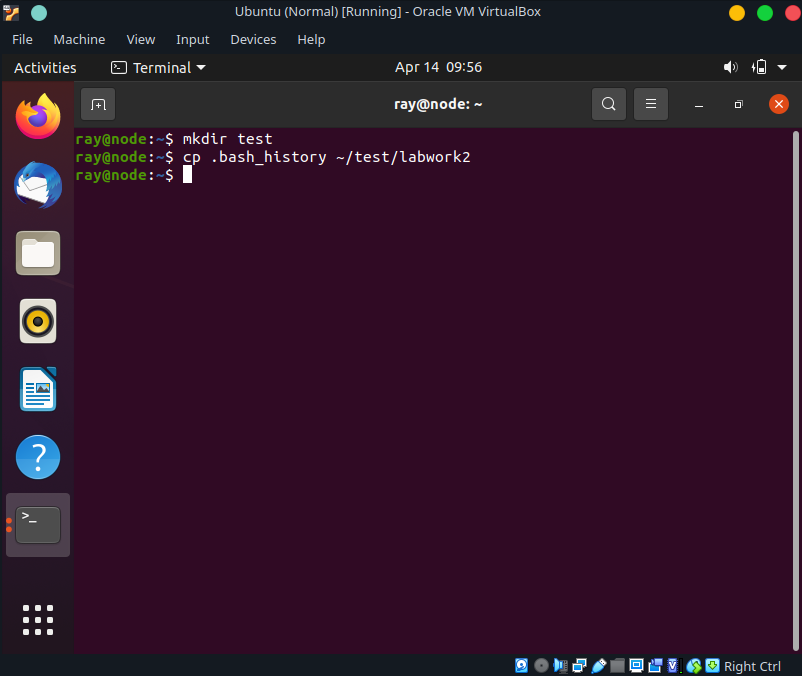 Ubuntu (Normal) [Running] - Oracle VM VirtualBox
File Machine View Input Devices Help
Activities Terminal Apr 14 09:56
ray@node: ~
ray@node:~$ mkdir test
ray@node:~$ cp .bash_history ~/test/labwork2
ray@node:~$
?
>_
Right Ctrl